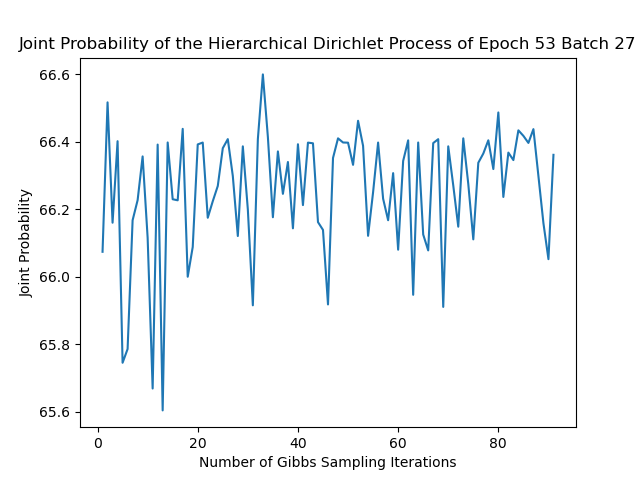 Joint Probability of the Hierarchical Dirichlet Process of Epoch 53 Batch 27
66.6
66.4
66.2
66.0
65.8
65.6
Joint Probability
0 20 40 60 80
Number of Gibbs Sampling Iterations